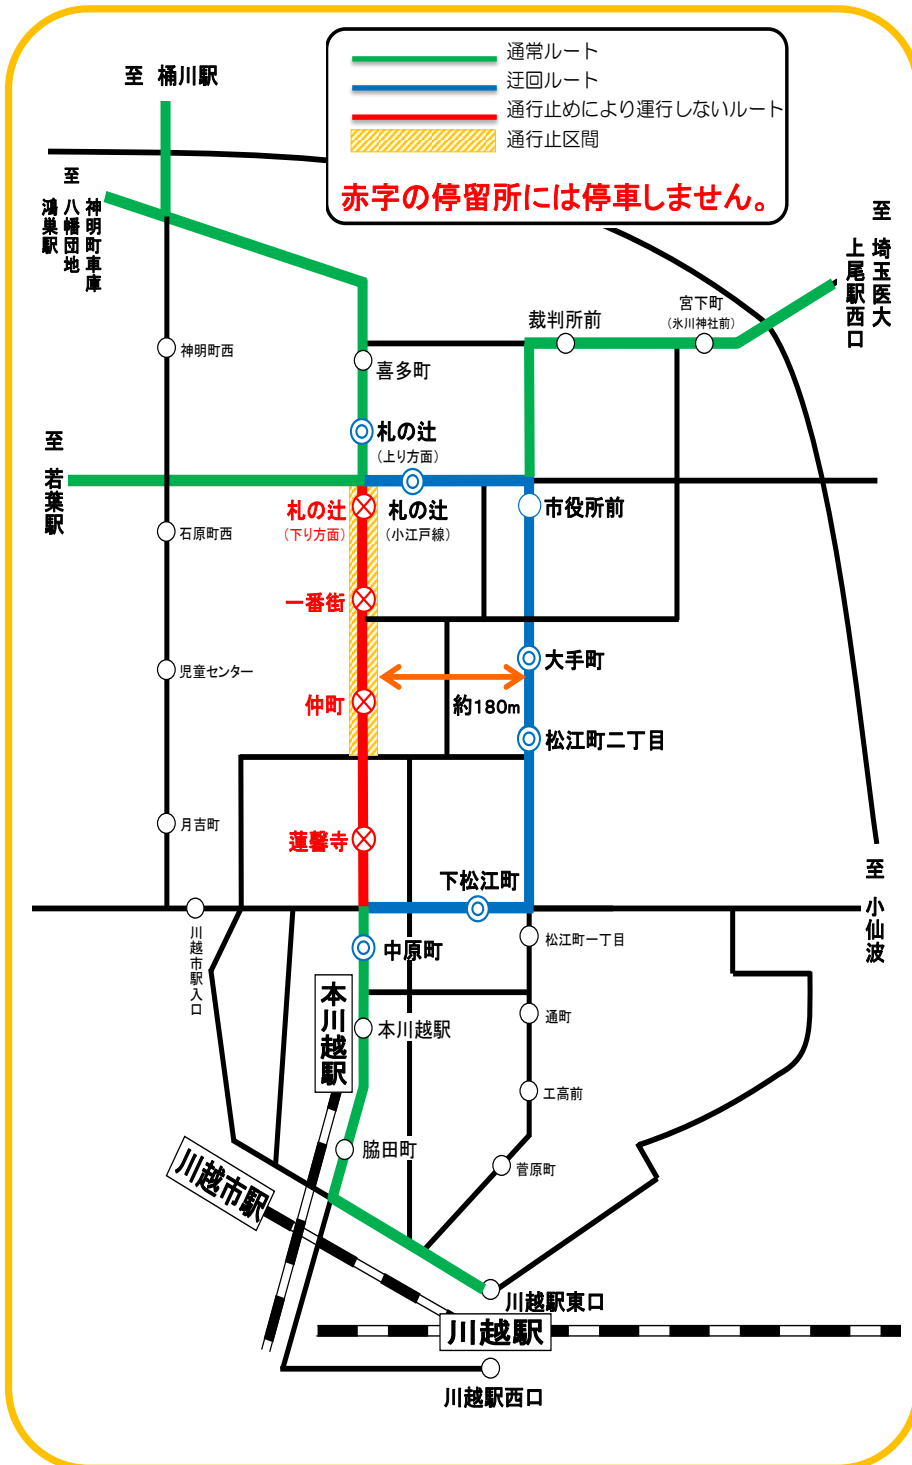 通常ルート
迂回ルート
通行止めにより運行しないルート
通行止区間
赤字の停留所には停車しません。
至 桶川駅
至 神明町車庫
八幡団地
鴻巣駅
至 埼玉医大
上尾駅西口
宮下町
(氷川神社前)
裁判所前
神明町西
喜多町
札の辻
(上り方面)
至 若葉駅
札の辻
(下り方面)
札の辻
(小江戸線)
市役所前
石原町西
一番街
大手町
児童センター
仲町
約180m
松江町二丁目
月吉町
蓮馨寺
下松江町
至 小仙波
川越市駅入口
中原町
松江町一丁目
本川越駅
本川越駅
通町
工高前
脇田町
菅原町
川越市駅
川越駅東口
川越駅
川越駅西口